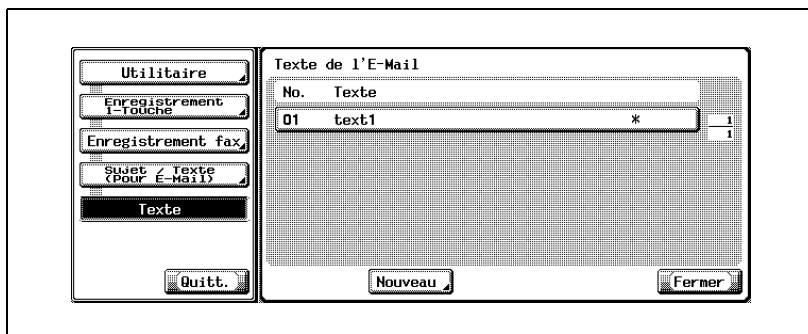 Utilitaire
Enregistrement
1-Touche
Enregistrement fax
Sujet / Texte
(Pour E-Mail)
Texte
Quitt.
Texte de l'E-Mail
No. Texte
01 text1 *
1
1
Nouveau
Fermer